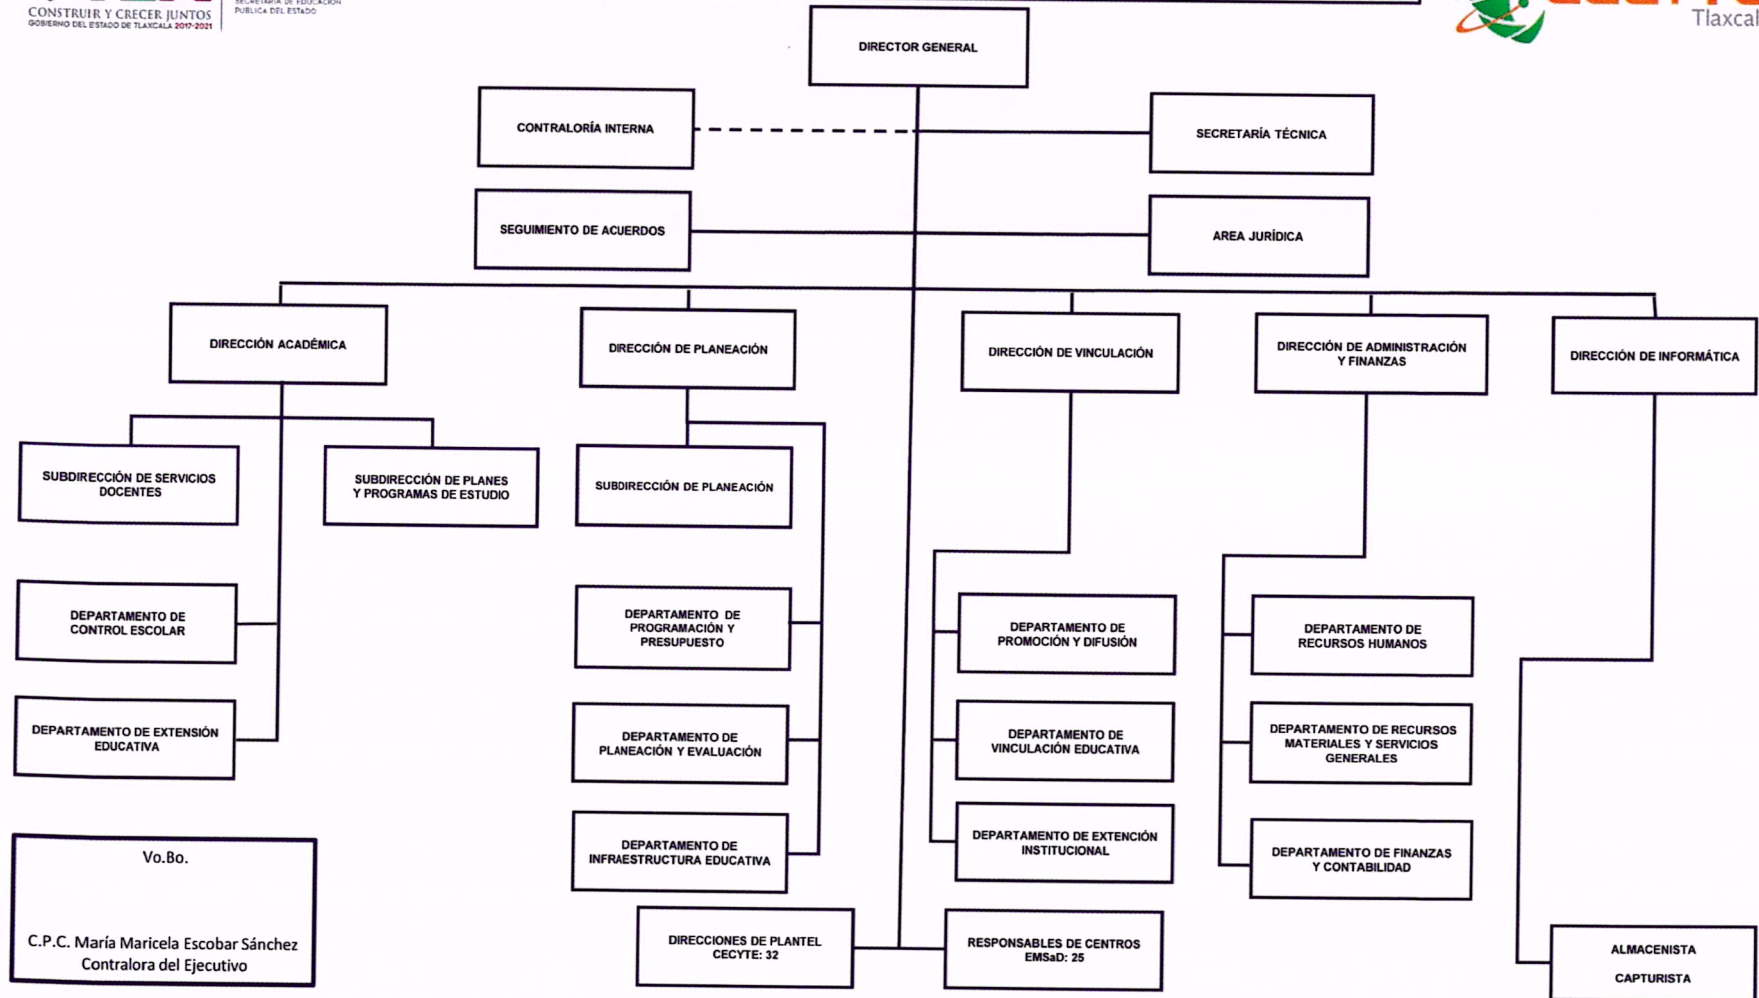 CONSTRUIR Y CRECER JUNTOS
GOBIERNO DEL ESTADO DE TLAXCALA 2017-2021
SECRETARÍA DE EDUCACIÓN
PÚBLICA DEL ESTADO
Tlaxcal
DIRECTOR GENERAL
CONTRALORÍA INTERNA
SECRETARÍA TÉCNICA
SEGUIMIENTO DE ACUERDOS
AREA JURÍDICA
DIRECCIÓN ACADÉMICA
DIRECCIÓN DE PLANEACIÓN
DIRECCIÓN DE VINCULACIÓN
DIRECCIÓN DE ADMINISTRACIÓN
Y FINANZAS
DIRECCIÓN DE INFORMÁTICA
SUBDIRECCIÓN DE SERVICIOS
DOCENTES
SUBDIRECCIÓN DE PLANES
Y PROGRAMAS DE ESTUDIO
SUBDIRECCIÓN DE PLANEACIÓN
DEPARTAMENTO DE
CONTROL ESCOLAR
DEPARTAMENTO DE
PROGRAMACIÓN Y
PRESUPUESTO
DEPARTAMENTO DE
PROMOCIÓN Y DIFUSIÓN
DEPARTAMENTO DE
RECURSOS HUMANOS
DEPARTAMENTO DE EXTENSIÓN
EDUCATIVA
DEPARTAMENTO DE
PLANEACIÓN Y EVALUACIÓN
DEPARTAMENTO DE
VINCULACIÓN EDUCATIVA
DEPARTAMENTO DE RECURSOS
MATERIALES Y SERVICIOS
GENERALES
DEPARTAMENTO DE
INFRAESTRUCTURA EDUCATIVA
DEPARTAMENTO DE EXTENCIÓN
INSTITUCIONAL
DEPARTAMENTO DE FINANZAS
Y CONTABILIDAD
Vo.Bo.
C.P.C. María Maricela Escobar Sánchez
Contralora del Ejecutivo
DIRECCIONES DE PLANTEL
CECYTE: 32
RESPONSABLES DE CENTROS
EMSaD: 25
ALMACENISTA
CAPTURISTA